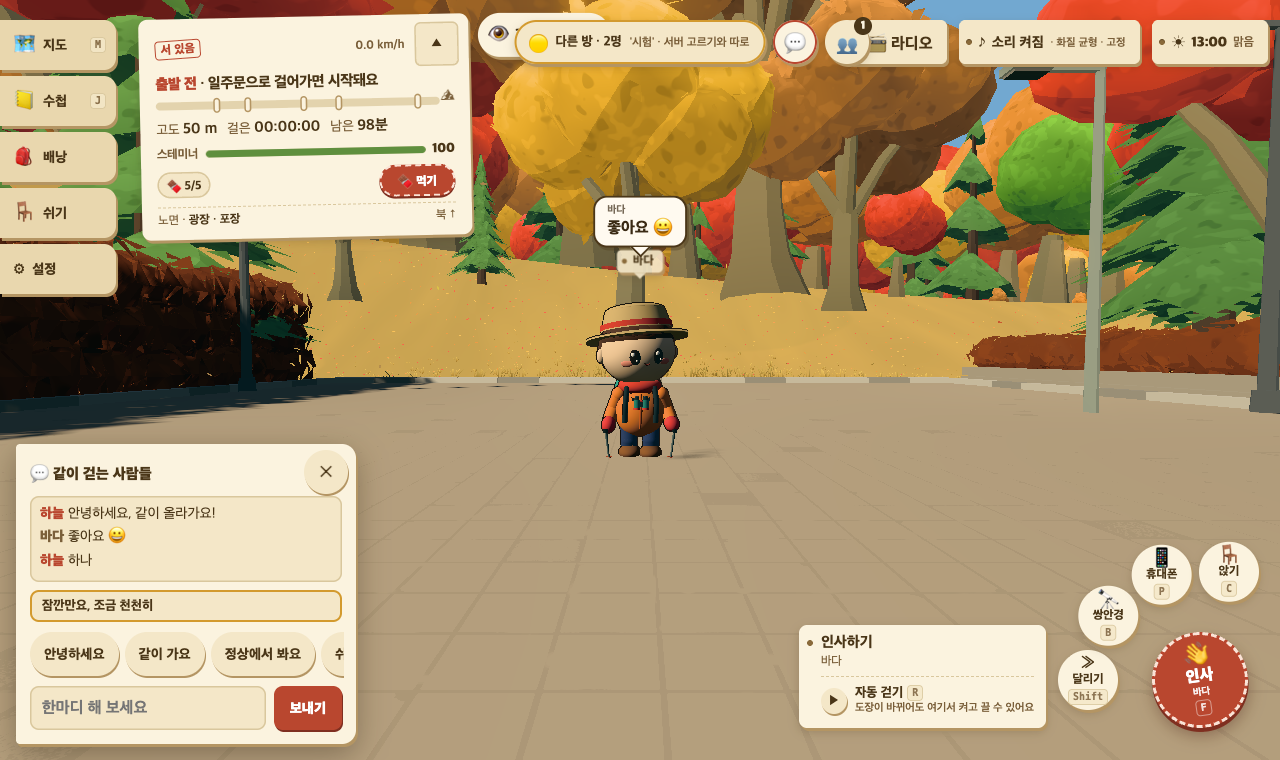 지도 M
수첩 J
배낭
쉬기
설정
서 있음
0.0 km/h
출발 전 · 일주문으로 걸어가면 시작돼요
고도 50 m 걸은 00:00:00 남은 98분
스테미너 100
5/5
먹기
노면 · 광장 · 포장
북 ↑
다른 방 · 2명 '시험' · 서버 고르기와 따로
1
라디오
♪ 소리 켜짐 · 화질 균형 · 고정
13:00 맑음
바다
좋아요 😀
바다
같이 걷는 사람들
하늘 안녕하세요, 같이 올라가요!
바다 좋아요 😀
하늘 하나
잠깐만요, 조금 천천히
안녕하세요
같이 가요
정상에서 봐요
한마디 해 보세요
보내기
인사하기
바다
자동 걷기 R
도장이 바뀌어도 여기서 켜고 끌 수 있어요
휴대폰
P
앉기
C
쌍안경
B
달리기
Shift
인사
바다
F